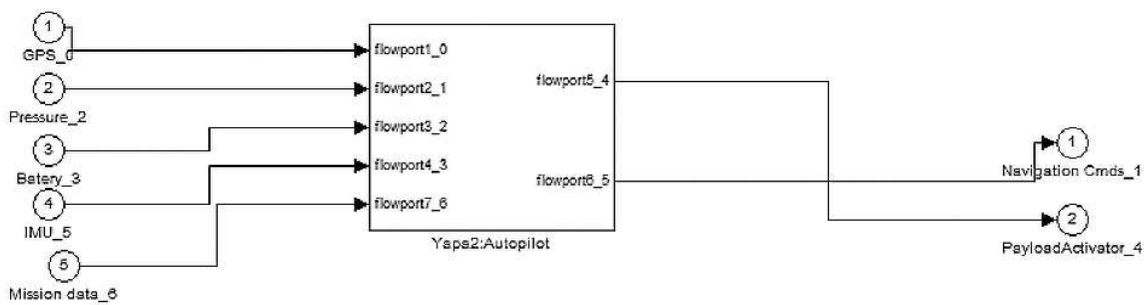 1
GPS_0
2
Pressure_2
3
Batery_3
4
IMU_5
5
Mission data_6
flowport1_0
flowport2_1
flowport3_2
flowport4_3
flowport7_6
flowport5_4
flowport6_5
Yapa2:Autopilot
1
Navigation Cmds_1
2
PayloadActivator_4